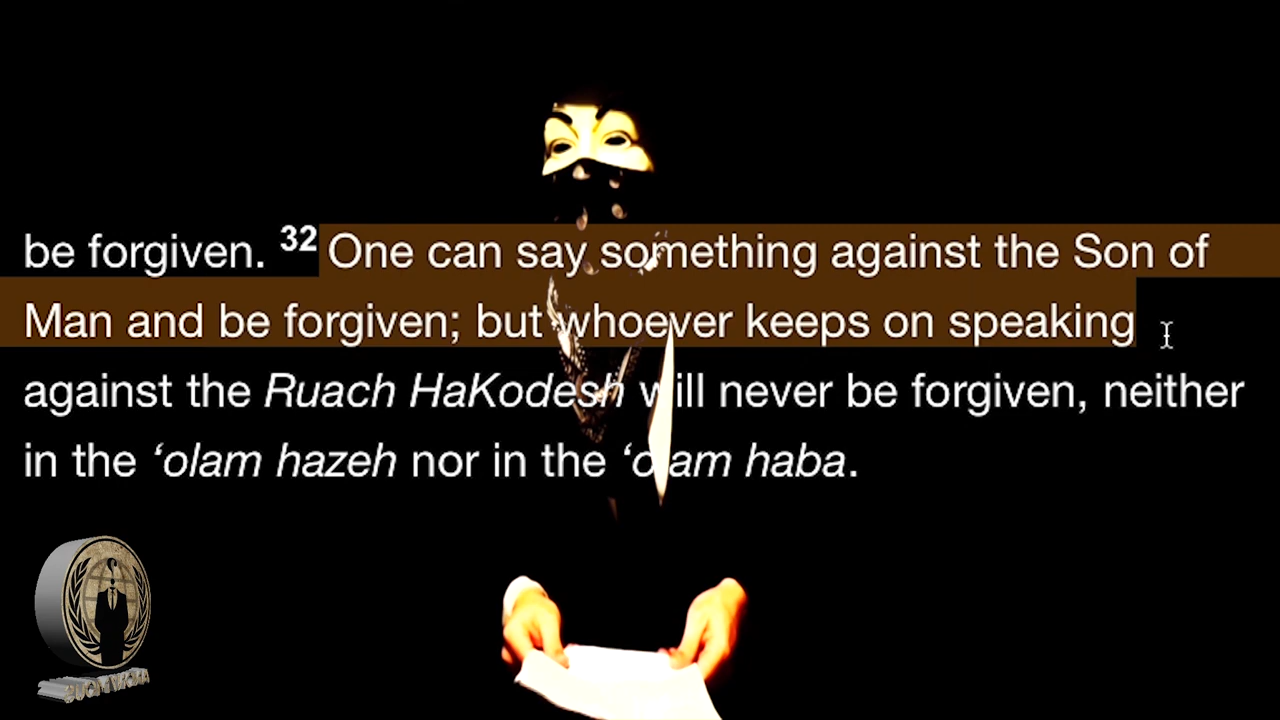 be forgiven. 32 One can say something against the Son of
Man and be forgiven; but whoever keeps on speaking
against the Ruach HaKodesh will never be forgiven, neither
in the ‘olam hazeh nor in the ‘olam haba.